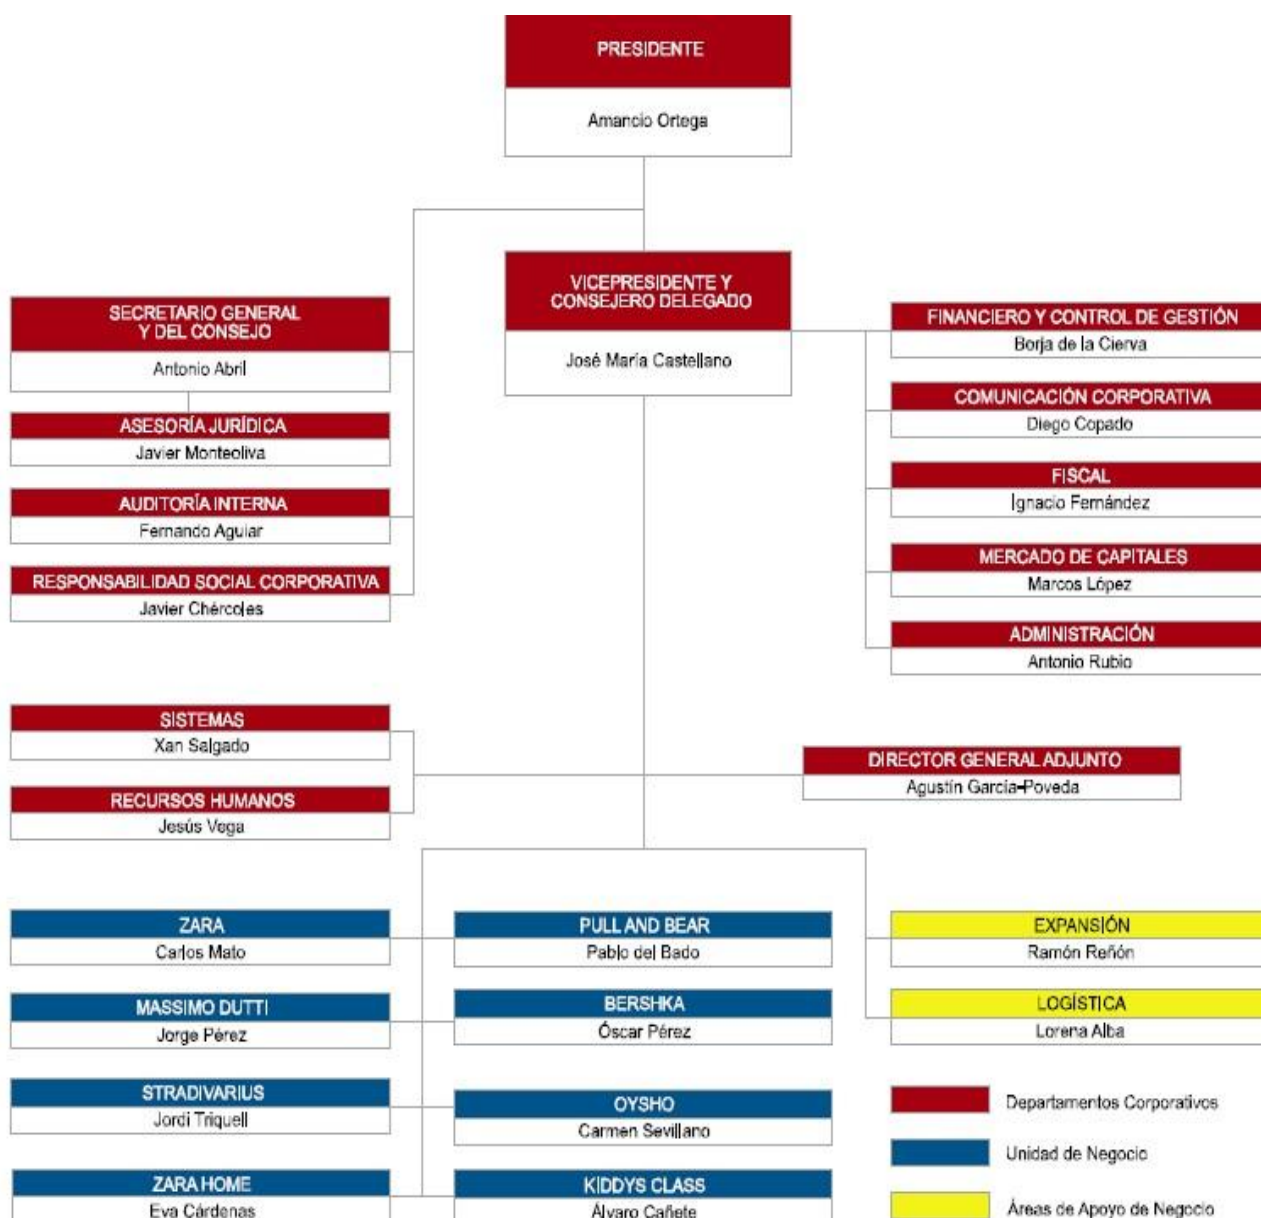 PRESIDENTE
Amancio Ortega
VICEPRESIDENTE Y
CONSEJERO DELEGADO
José María Castellano
SECRETARIO GENERAL
Y DEL CONSEJO
Antonio Abril
ASESORÍA JURÍDICA
Javier Monteoliva
AUDITORÍA INTERNA
Fernando Aguiar
RESPONSABILIDAD SOCIAL CORPORATIVA
Javier Chércoles
FINANCIERO Y CONTROL DE GESTIÓN
Borja de la Cierva
COMUNICACIÓN CORPORATIVA
Diego Copado
FISCAL
Ignacio Fernández
MERCADO DE CAPITALES
Marcos López
ADMINISTRACIÓN
Antonio Rubio
SISTEMAS
Xan Salgado
RECURSOS HUMANOS
Jesús Vega
DIRECTOR GENERAL ADJUNTO
Agustín García-Poveda
ZARA
Carlos Mato
PULL AND BEAR
Pablo del Bado
EXPANSIÓN
Ramón Reñón
MASSIMO DUTTI
Jorge Pérez
BERSHKA
Óscar Pérez
LOGÍSTICA
Lorena Alba
STRADIVARIUS
Jordi Triquell
OYSHO
Carmen Sevillano
ZARA HOME
Eva Cárdenas
KIDDYS CLASS
Álvaro Cañete
Departamentos Corporativos
Unidad de Negocio
Áreas de Apoyo de Negocio